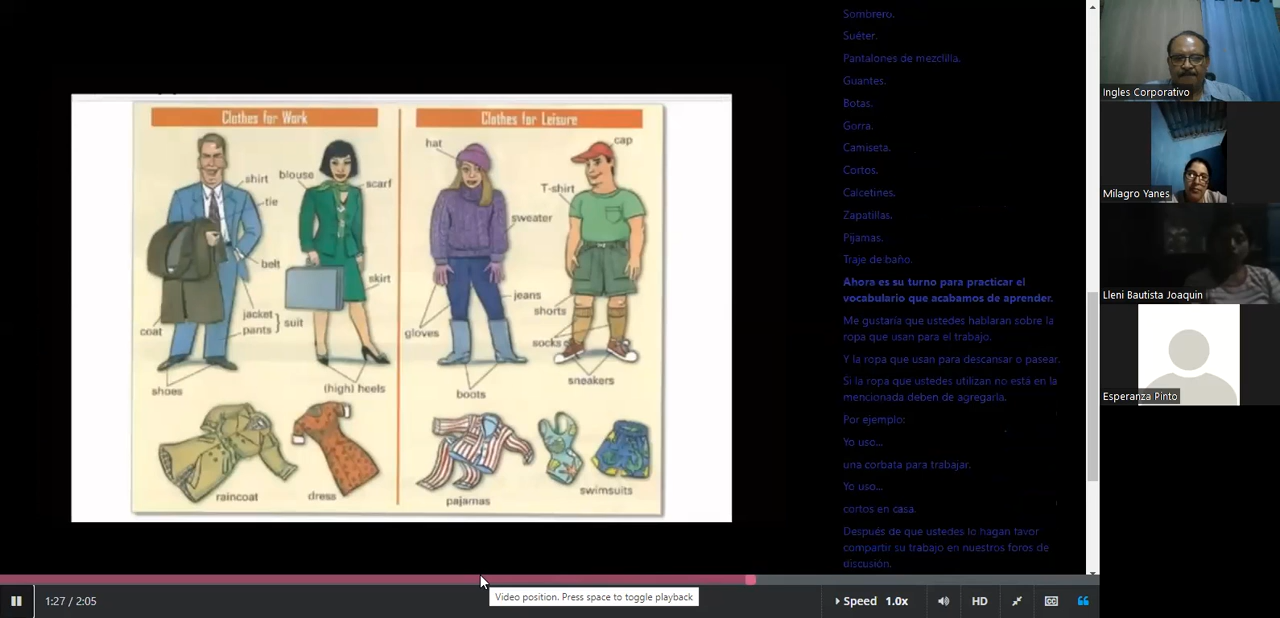 Clothes for Work
Clothes for Leisure
shirt
blouse
tie
scarf
belt
skirt
jacket
pants
suit
coat
shoes
(high) heels
raincoat
dress
hat
cap
T-shirt
sweater
jeans
shorts
gloves
socks
boots
sneakers
pajamas
swimsuits
Sombrero.
Suéter.
Pantalones de mezclilla.
Guantes.
Botas.
Gorra.
Camiseta.
Cortos.
Calcetines.
Zapatillas.
Pijamas.
Traje de baño.
Ahora es su turno para practicar el
vocabulario que acabamos de aprender.
Me gustaría que ustedes hablaran sobre la
ropa que usan para el trabajo.
Y la ropa que usan para descansar o pasear.
Si la ropa que ustedes utilizan no está en la
mencionada deben de agregarla.
Por ejemplo:
Yo uso...
una corbata para trabajar.
Yo uso...
cortos en casa.
Después de que ustedes lo hagan favor
compartir su trabajo en nuestros foros de
discusión.
Ingles Corporativo
Milagro Yanes
Lleni Bautista Joaquin
Esperanza Pinto
Video position. Press space to toggle playback
1:27 / 2:05
Speed 1.0x
HD
CC